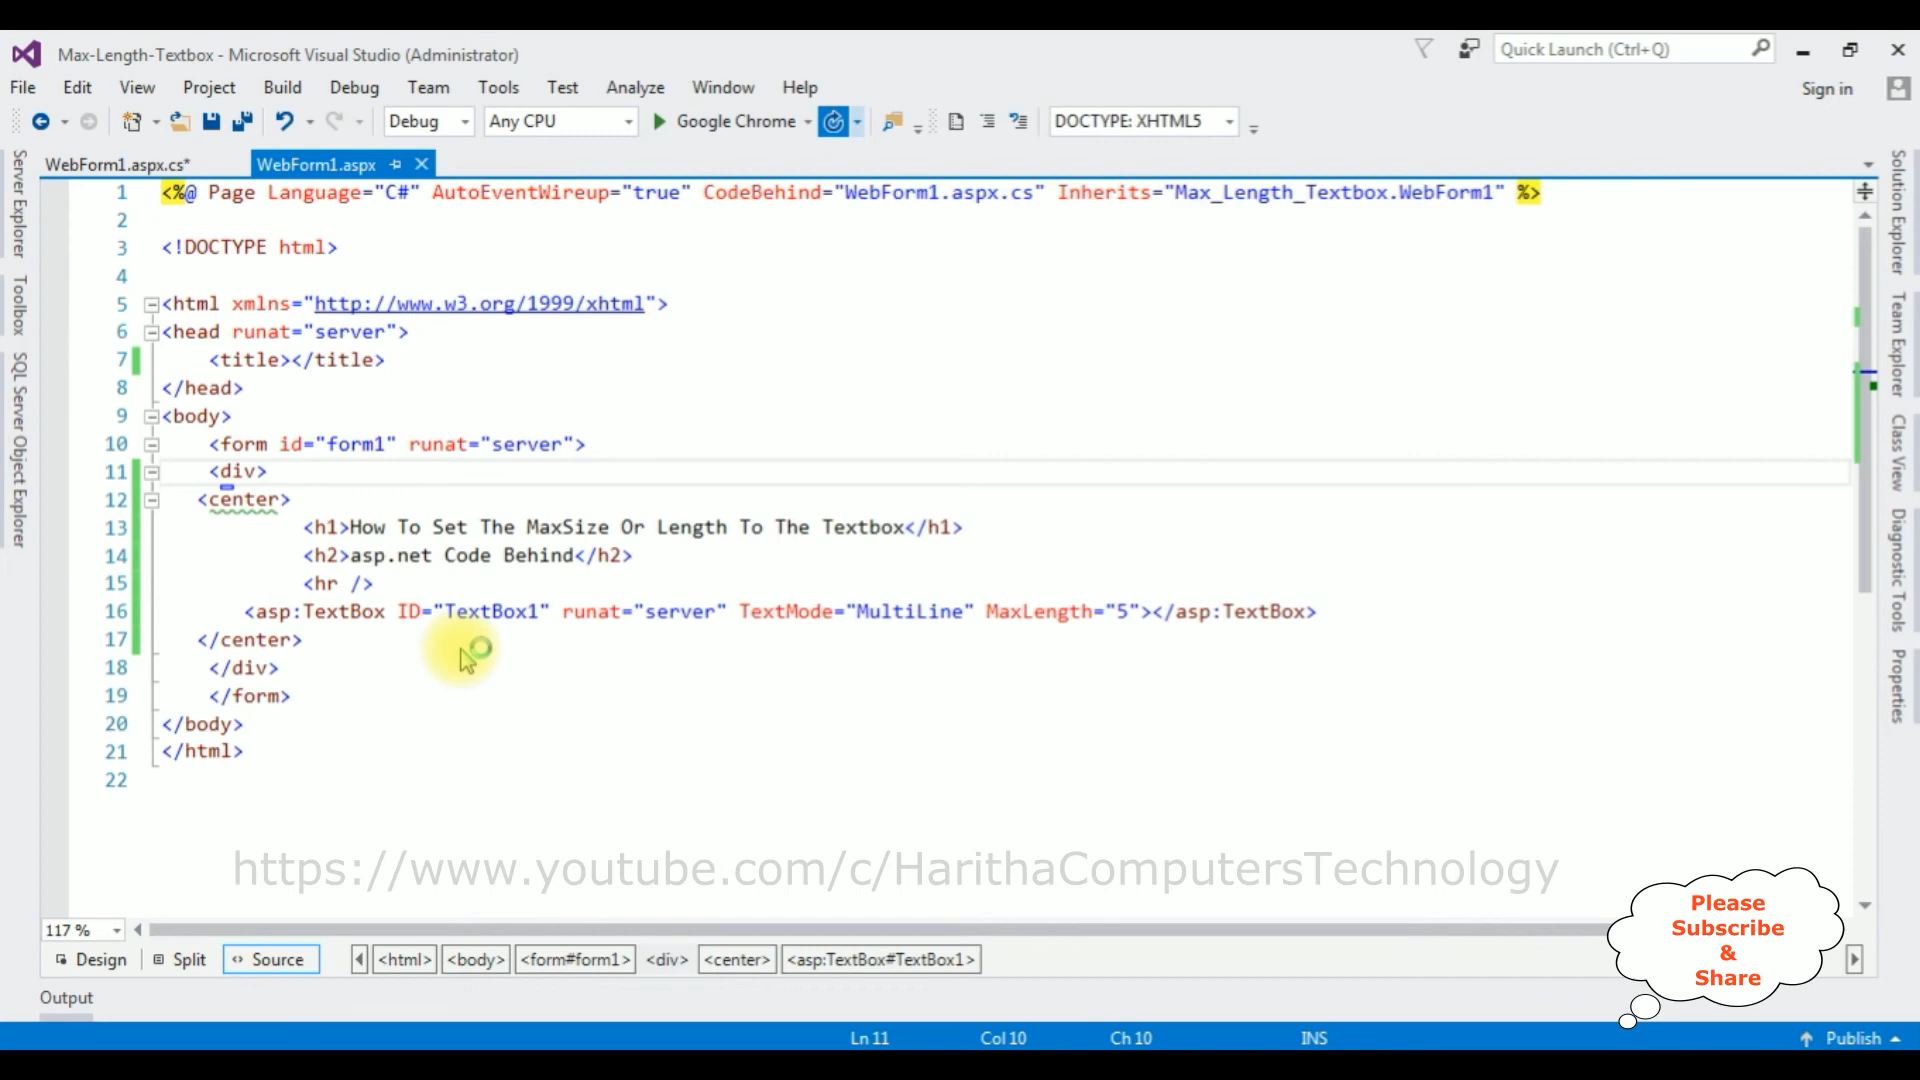 Max-Length-Textbox - Microsoft Visual Studio (Administrator)
Quick Launch (Ctrl+Q)
File Edit View Project Build Debug Team Tools Test Analyze Window Help
Sign in
Debug Any CPU Google Chrome DOCTYPE: XHTML5
WebForm1.aspx.cs* WebForm1.aspx
Server Explorer
Toolbox
SQL Server Object Explorer
1 <%@ Page Language="C#" AutoEventWireup="true" CodeBehind="WebForm1.aspx.cs" Inherits="Max_Length_Textbox.WebForm1" %>
2
3 <!DOCTYPE html>
4
5 <html xmlns="http://www.w3.org/1999/xhtml">
6 <head runat="server">
7 <title></title>
8 </head>
9 <body>
10 <form id="form1" runat="server">
11 <div>
12 <center>
13 <h1>How To Set The MaxSize Or Length To The Textbox</h1>
14 <h2>asp.net Code Behind</h2>
15 <hr />
16 <asp:TextBox ID="TextBox1" runat="server" TextMode="MultiLine" MaxLength="5"></asp:TextBox>
17 </center>
18 </div>
19 </form>
20 </body>
21 </html>
22
Solution Explorer
Team Explorer
Class View
Diagnostic Tools
Properties
https://www.youtube.com/c/HarithaComputersTechnology
Please
Subscribe
&
Share
117 %
Design Split Source <html> <body> <form#form1> <div> <center> <asp:TextBox#TextBox1>
Output
Ln 11 Col 10 Ch 10 INS Publish